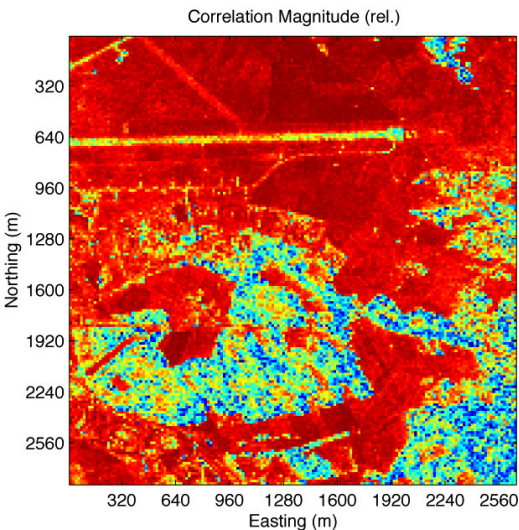 Correlation Magnitude (rel.)
320
640
960
1280
1600
1920
2240
2560
Northing (m)
320 640 960 1280 1600 1920 2240 2560
Easting (m)